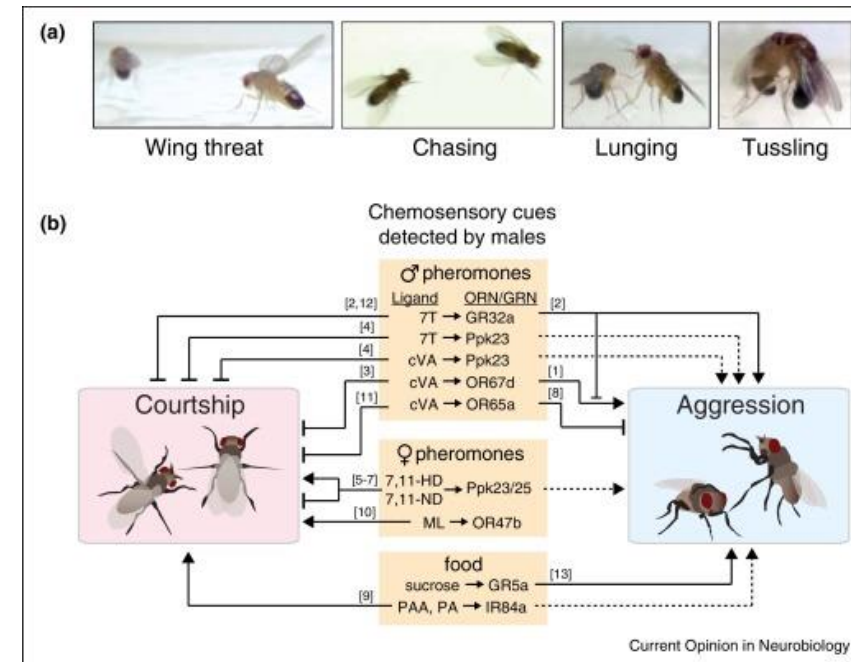 (a)
Wing threat Chasing Lunging Tussling
(b)
Chemosensory cues
detected by males
♂ pheromones
Ligand ORN/GRN
[2,12] 7T → GR32a [2]
[4] 7T → Ppk23
[4] cVA → Ppk23
[3] cVA → OR67d [1]
[11] cVA → OR65a [8]
Courtship
Aggression
♀ pheromones
[5-7] 7,11-HD
7,11-ND → Ppk23/25
[10] ML → OR47b
food
sucrose → GR5a [13]
[9] PAA, PA → IR84a
Current Opinion in Neurobiology